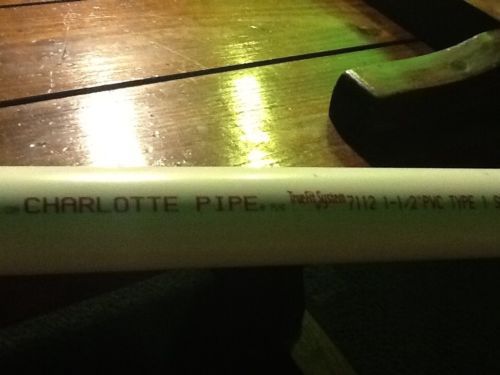 CHARLOTTE PIPE TrueFit System 7112 1-1/2" PVC TYPE 1